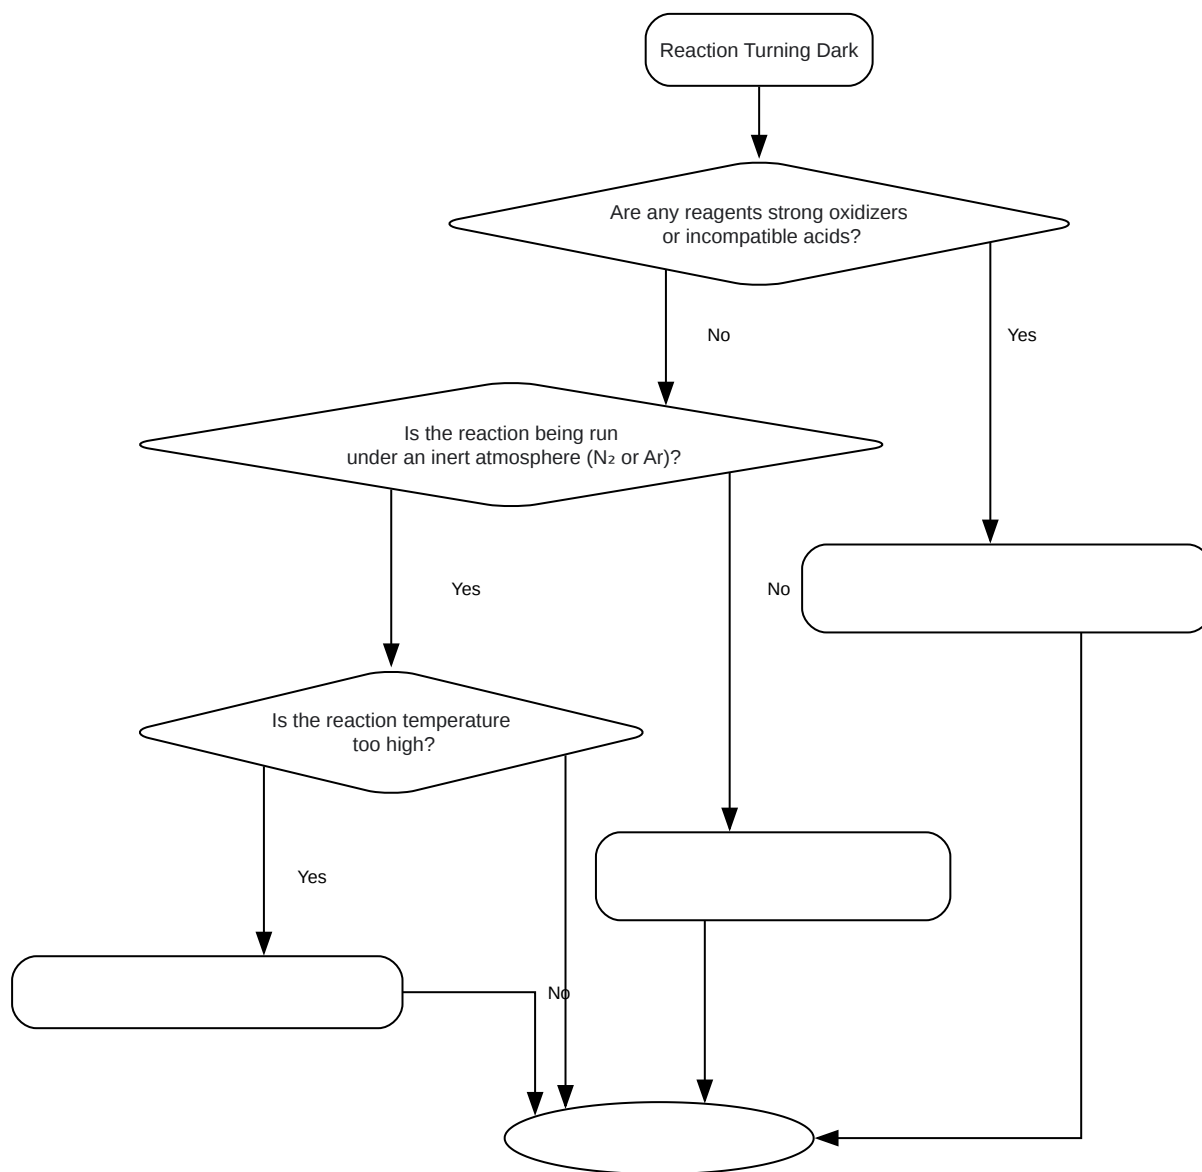 Reaction Turning Dark
Are any reagents strong oxidizers
or incompatible acids?
No
Yes
Is the reaction being run
under an inert atmosphere (N₂ or Ar)?
Yes
No
Is the reaction temperature
too high?
Yes
No